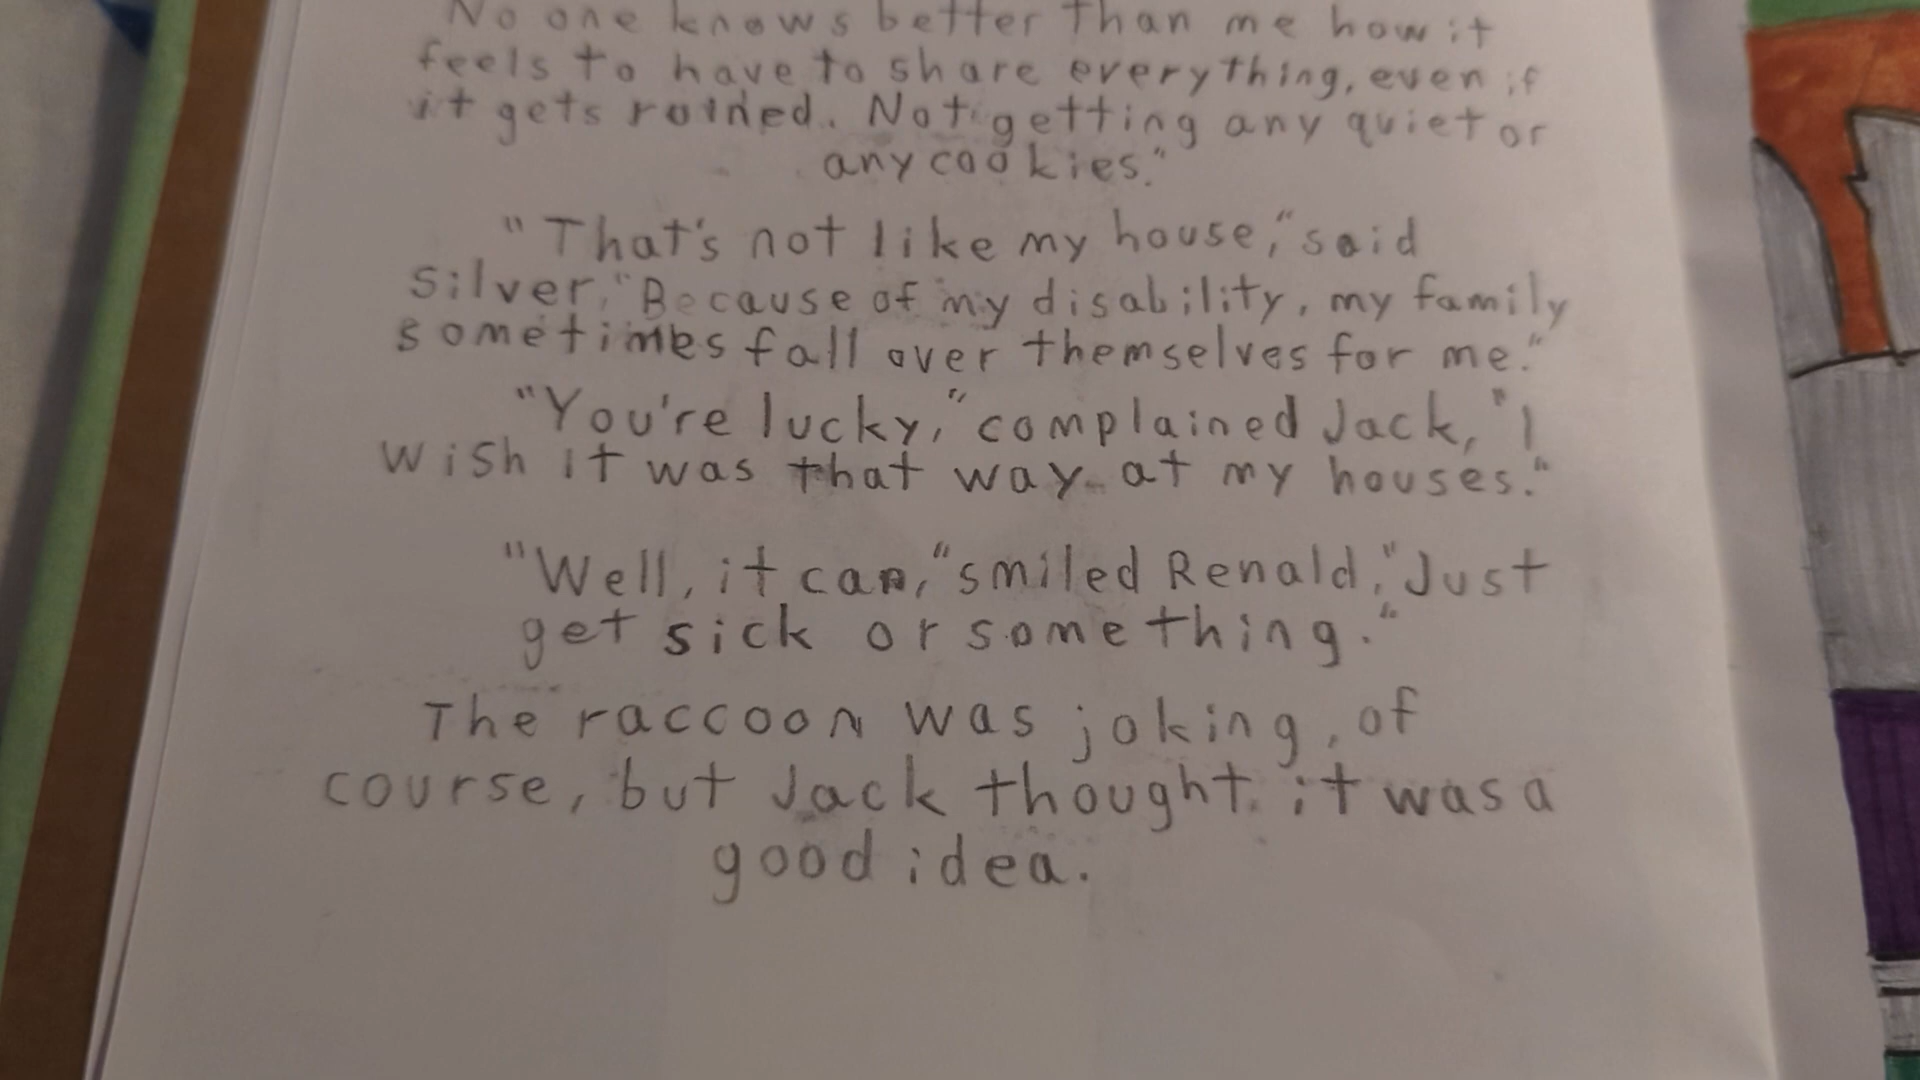 No one knows better than me how it
feels to have to share everything, even if
it gets ruined. Not getting any quiet or
any cookies."
"That's not like my house," said
Silver, "Because of my disability, my family
sometimes fall over themselves for me."
"You're lucky," complained Jack, "I
wish it was that way at my houses."
"Well, it can," smiled Renald, "Just
get sick or something."
The raccoon was joking, of
course, but Jack thought it was a
good idea.